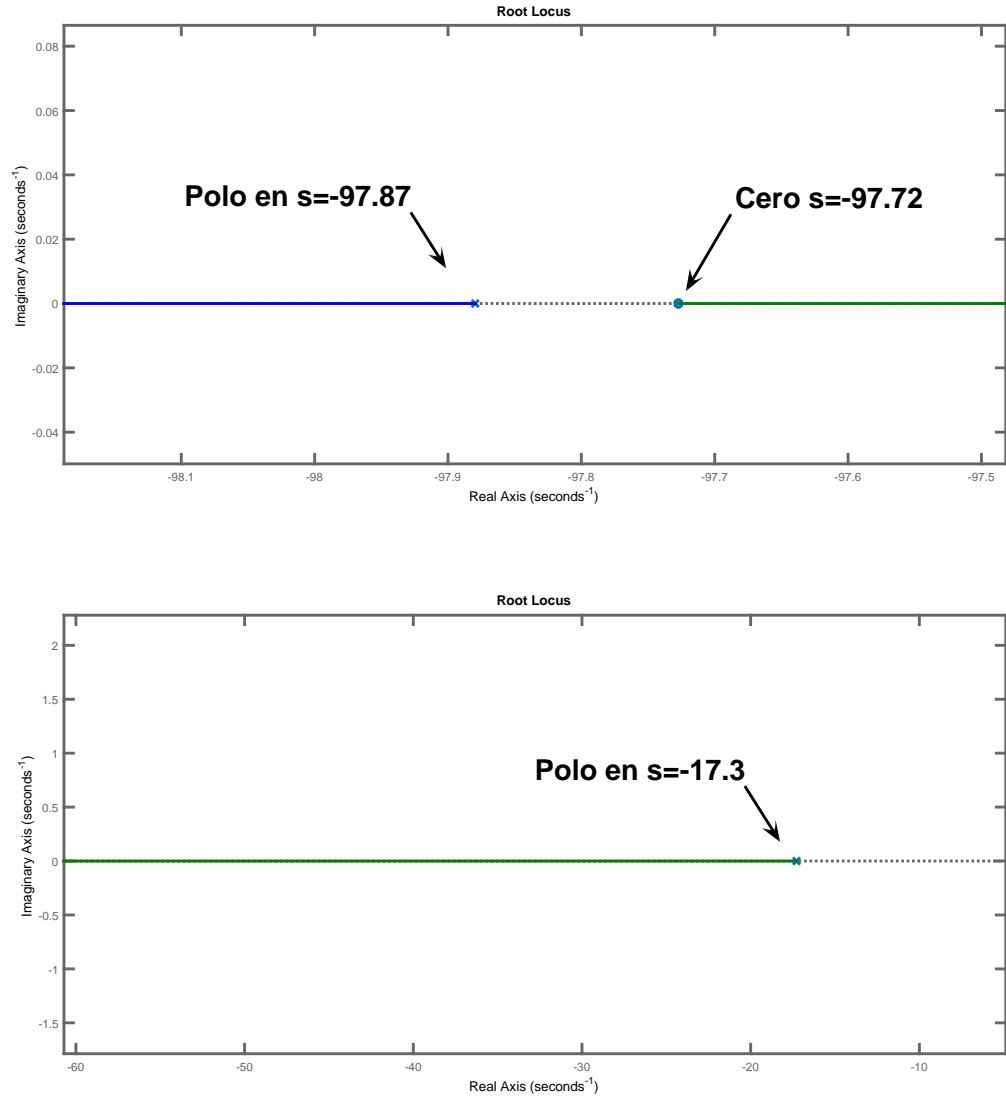 Root Locus
0.08
0.06
0.04
0.02
0
-0.02
-0.04
Imaginary Axis (seconds⁻¹)
Polo en s=-97.87
Cero s=-97.72
-98.1 -98 -97.9 -97.8 -97.7 -97.6 -97.5
Real Axis (seconds⁻¹)
Root Locus
2
1.5
1
0.5
0
-0.5
-1
-1.5
Imaginary Axis (seconds⁻¹)
Polo en s=-17.3
-60 -50 -40 -30 -20 -10
Real Axis (seconds⁻¹)